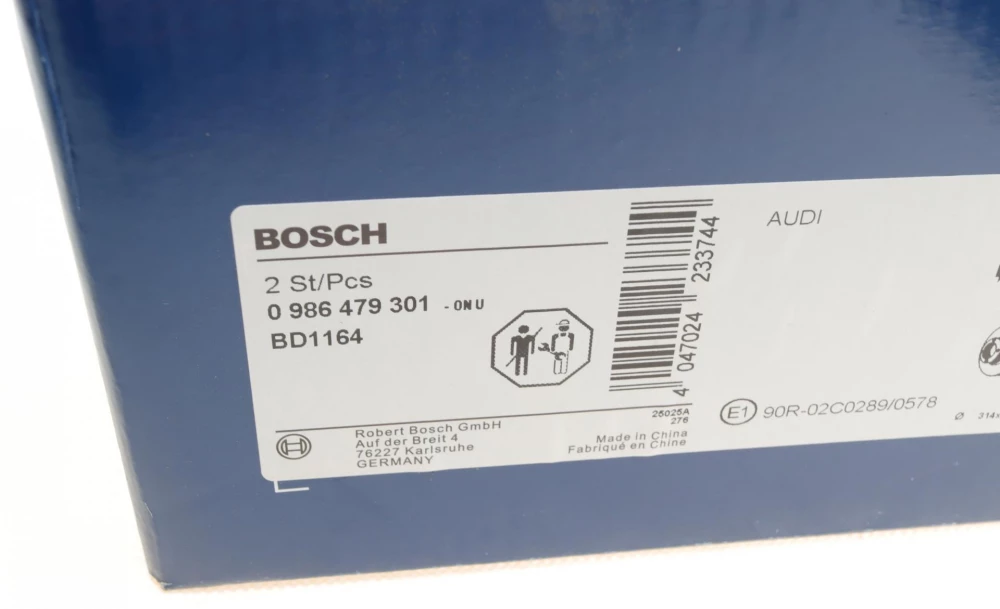 BOSCH
2 St/Pcs
0 986 479 301 - 0NU
BD1164
4 047024 233744
AUDI
E1 90R-02C0289/0578
Ø 314x
25025A
276
Robert Bosch GmbH
Auf der Breit 4
76227 Karlsruhe
GERMANY
Made in China
Fabriqué en Chine